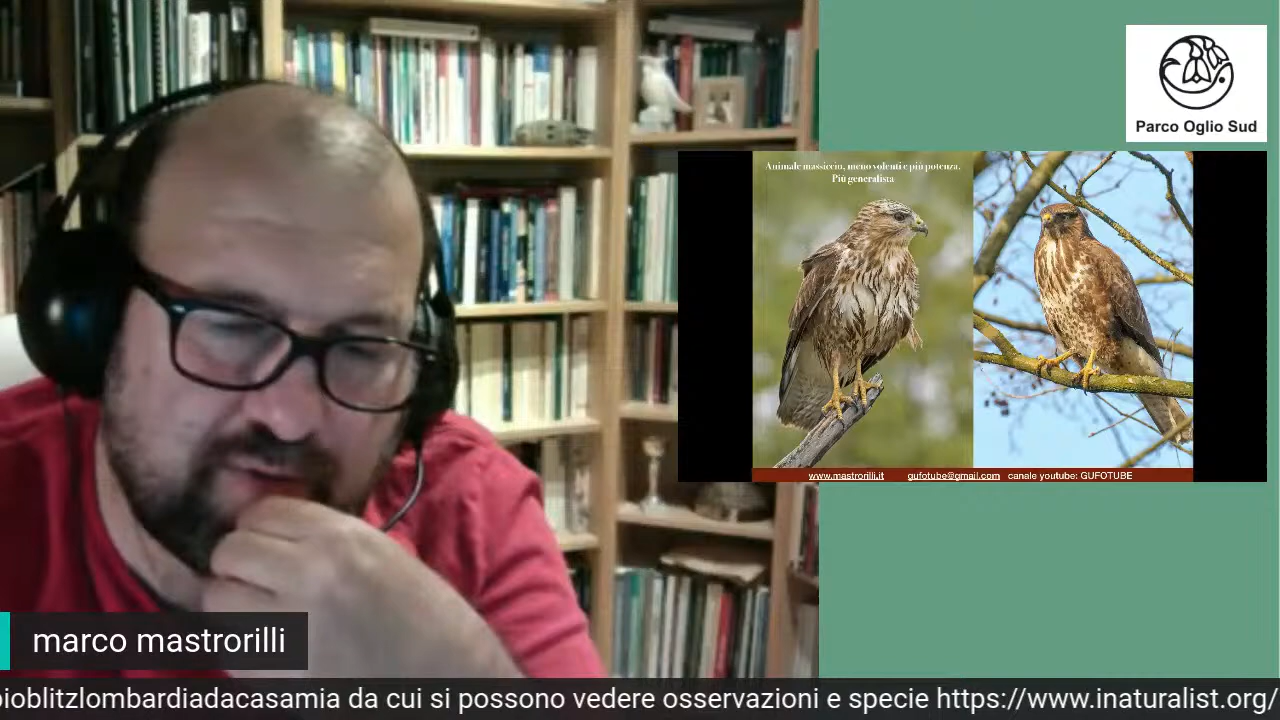 Parco Oglio Sud
Animale massiccio, meno volenti e più potenza.
Più generalista
www.mastrorilli.it gufotube@gmail.com canale youtube: GUFOTUBE
marco mastrorilli
bioblitzlombardiadacasamia da cui si possono vedere osservazioni e specie https://www.inaturalist.org/